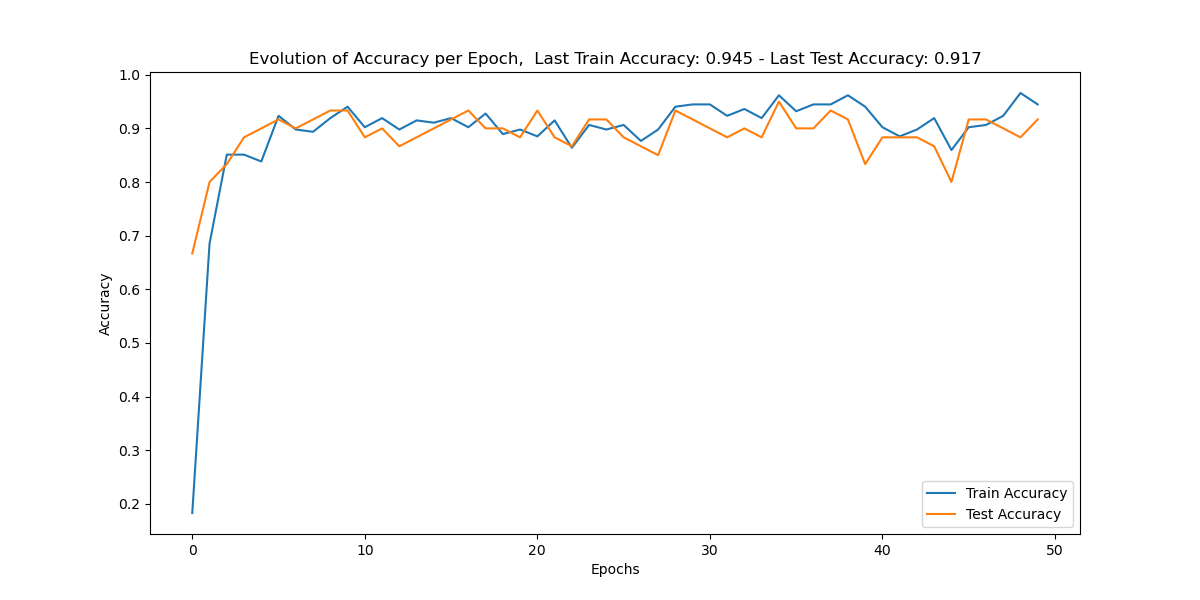 Evolution of Accuracy per Epoch,  Last Train Accuracy: 0.945 - Last Test Accuracy: 0.917
Accuracy
1.0
0.9
0.8
0.7
0.6
0.5
0.4
0.3
0.2
Train Accuracy
Test Accuracy
0 10 20 30 40 50
Epochs